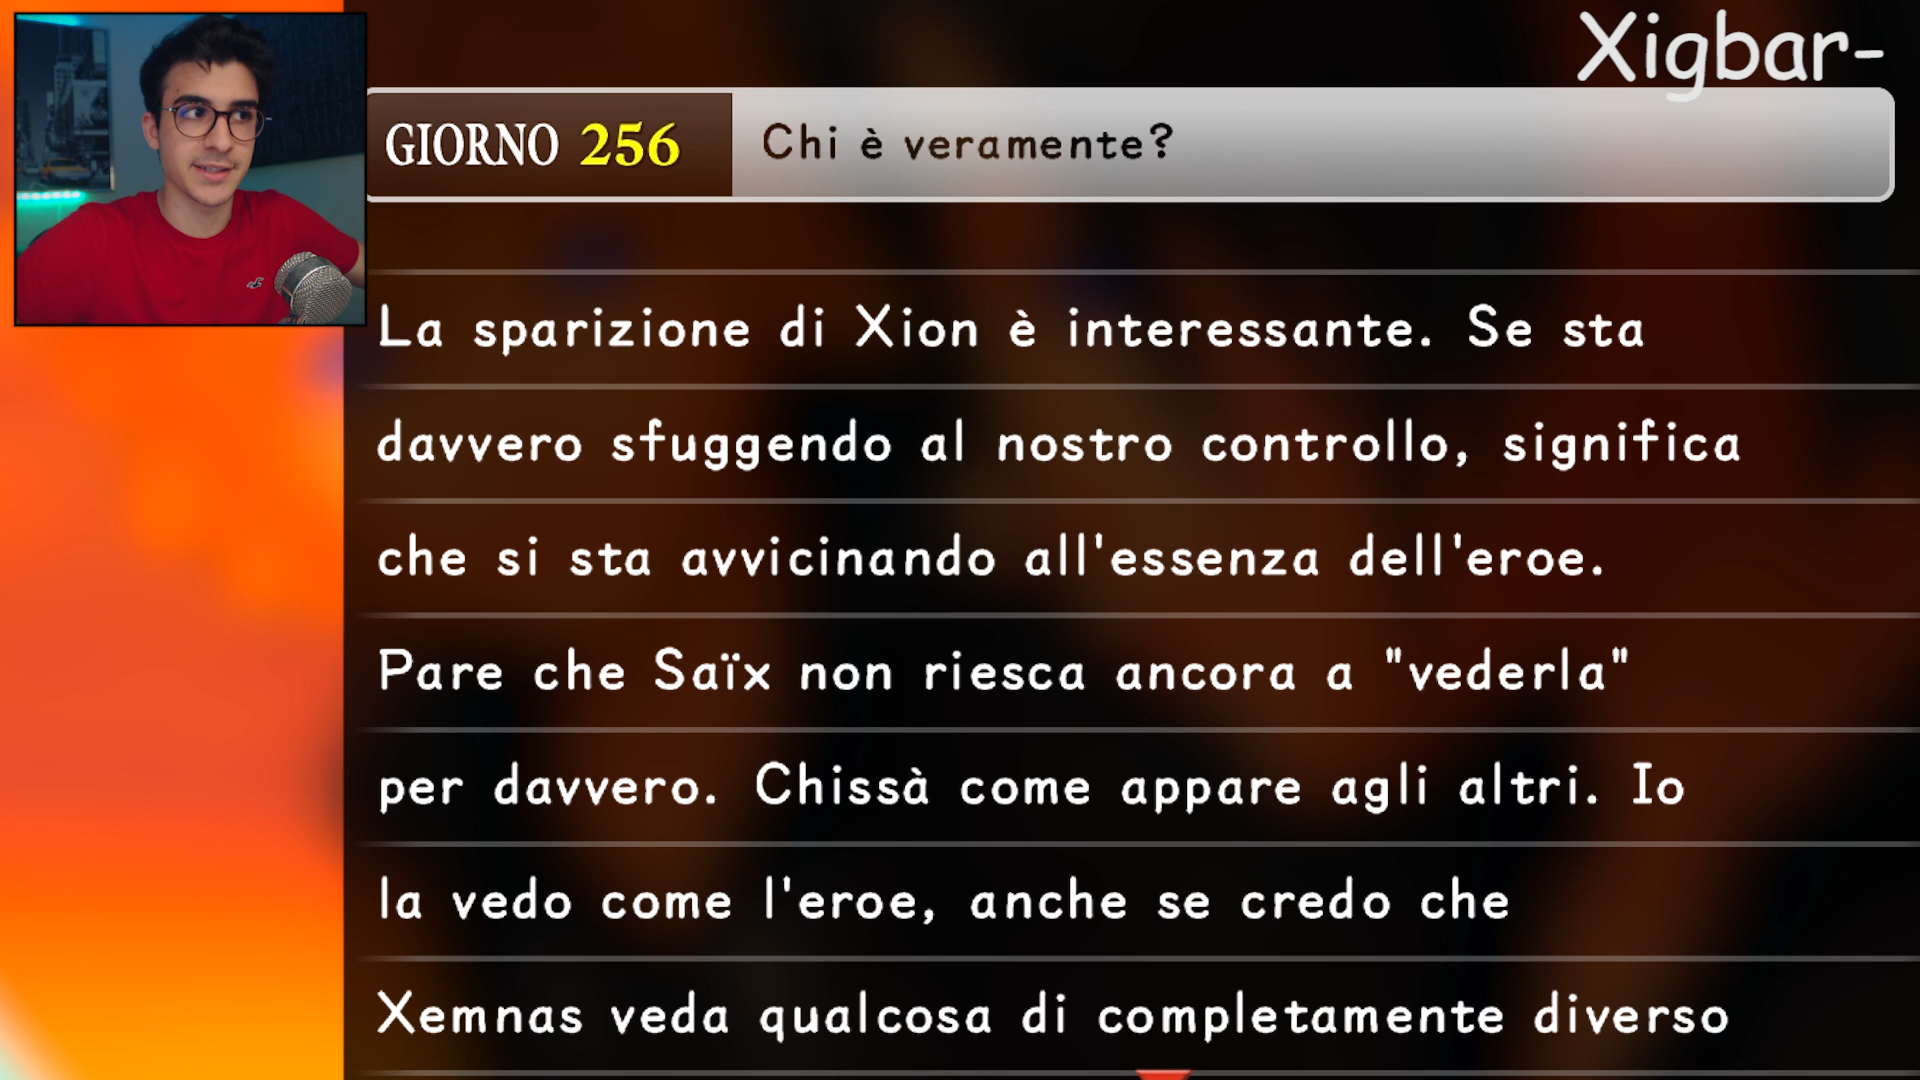 Xigbar-
GIORNO 256 Chi è veramente?
La sparizione di Xion è interessante. Se sta
davvero sfuggendo al nostro controllo, significa
che si sta avvicinando all'essenza dell'eroe.
Pare che Saïx non riesca ancora a "vederla"
per davvero. Chissà come appare agli altri. Io
la vedo come l'eroe, anche se credo che
Xemnas veda qualcosa di completamente diverso